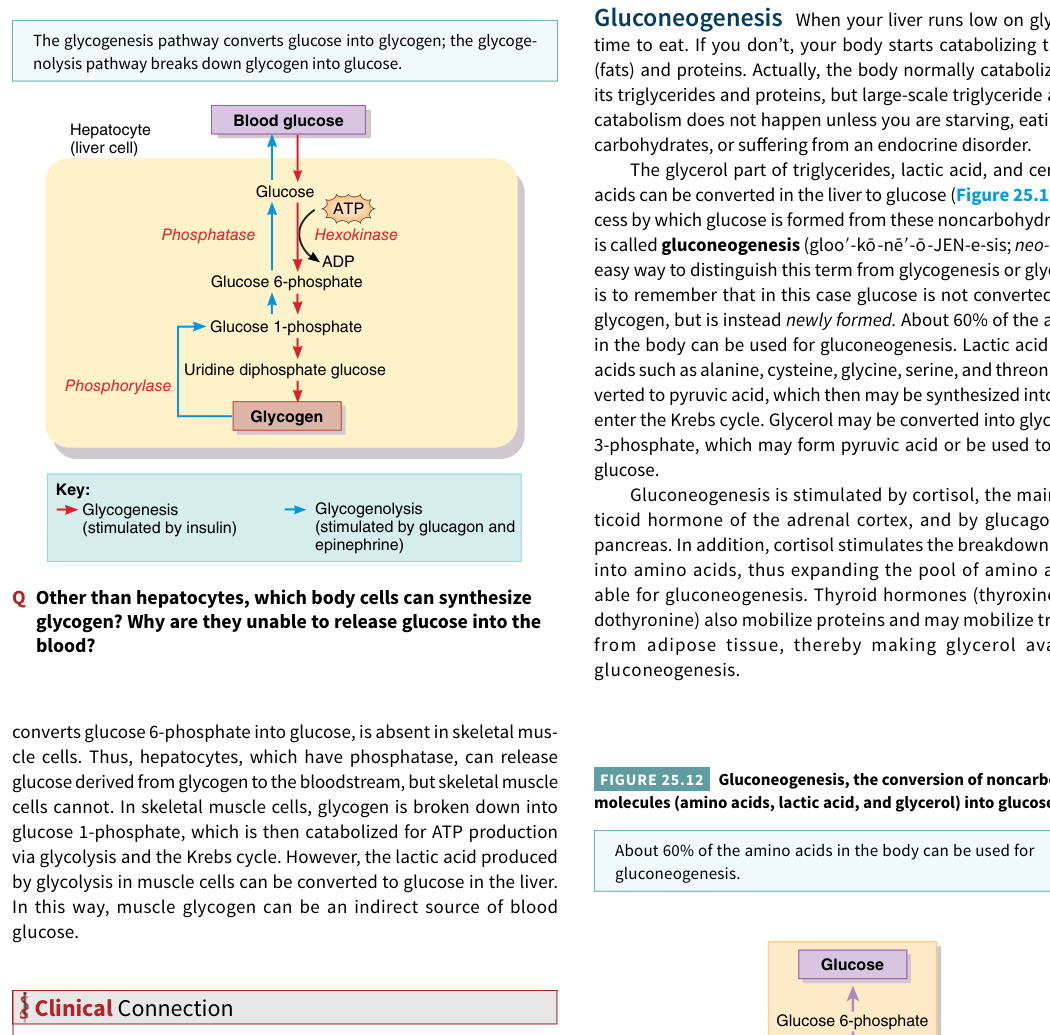 The glycogenesis pathway converts glucose into glycogen; the glycoge-
nolysis pathway breaks down glycogen into glucose.
Blood glucose
Hepatocyte
(liver cell)
Glucose
ATP
Phosphatase
Hexokinase
ADP
Glucose 6-phosphate
Glucose 1-phosphate
Uridine diphosphate glucose
Phosphorylase
Glycogen
Key:
Glycogenesis
(stimulated by insulin)
Glycogenolysis
(stimulated by glucagon and
epinephrine)
Q Other than hepatocytes, which body cells can synthesize
glycogen? Why are they unable to release glucose into the
blood?
converts glucose 6-phosphate into glucose, is absent in skeletal mus-
cle cells. Thus, hepatocytes, which have phosphatase, can release
glucose derived from glycogen to the bloodstream, but skeletal muscle
cells cannot. In skeletal muscle cells, glycogen is broken down into
glucose 1-phosphate, which is then catabolized for ATP production
via glycolysis and the Krebs cycle. However, the lactic acid produced
by glycolysis in muscle cells can be converted to glucose in the liver.
In this way, muscle glycogen can be an indirect source of blood
glucose.
Clinical Connection
Gluconeogenesis When your liver runs low on gly
time to eat. If you don’t, your body starts catabolizing t
(fats) and proteins. Actually, the body normally cataboliz
its triglycerides and proteins, but large-scale triglyceride a
catabolism does not happen unless you are starving, eati
carbohydrates, or suffering from an endocrine disorder.
The glycerol part of triglycerides, lactic acid, and cer
acids can be converted in the liver to glucose (Figure 25.1
cess by which glucose is formed from these noncarbohydr
is called gluconeogenesis (gloo′-kō-nē′-ō-JEN-e-sis; neo-
easy way to distinguish this term from glycogenesis or glyc
is to remember that in this case glucose is not converted
glycogen, but is instead newly formed. About 60% of the a
in the body can be used for gluconeogenesis. Lactic acid
acids such as alanine, cysteine, glycine, serine, and threon
verted to pyruvic acid, which then may be synthesized into
enter the Krebs cycle. Glycerol may be converted into glyc
3-phosphate, which may form pyruvic acid or be used to
glucose.
Gluconeogenesis is stimulated by cortisol, the main
ticoid hormone of the adrenal cortex, and by glucago
pancreas. In addition, cortisol stimulates the breakdown
into amino acids, thus expanding the pool of amino a
able for gluconeogenesis. Thyroid hormones (thyroxine
dothyronine) also mobilize proteins and may mobilize tr
from adipose tissue, thereby making glycerol ava
gluconeogenesis.
FIGURE 25.12 Gluconeogenesis, the conversion of noncarbo
molecules (amino acids, lactic acid, and glycerol) into glucose
About 60% of the amino acids in the body can be used for
gluconeogenesis.
Glucose
Glucose 6-phosphate